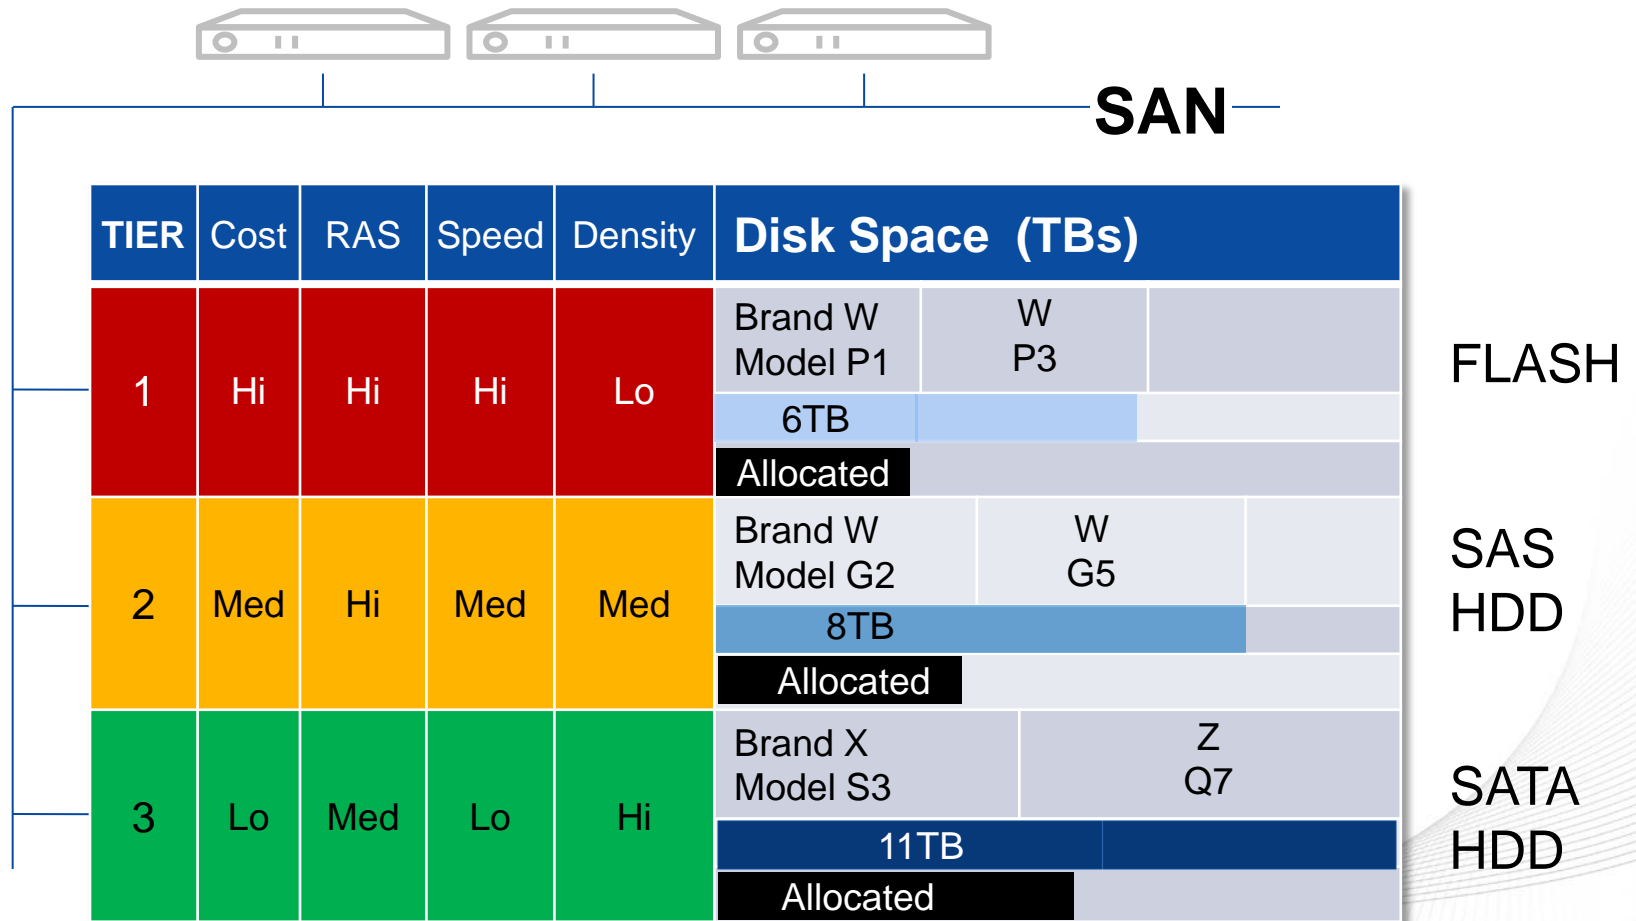 SAN
TIER Cost RAS Speed Density Disk Space (TBs)
1 Hi Hi Hi Lo
Brand W
Model P1
W
P3
6TB
Allocated
FLASH
2 Med Hi Med Med
Brand W
Model G2
W
G5
8TB
Allocated
SAS
HDD
3 Lo Med Lo Hi
Brand X
Model S3
Z
Q7
11TB
Allocated
SATA
HDD